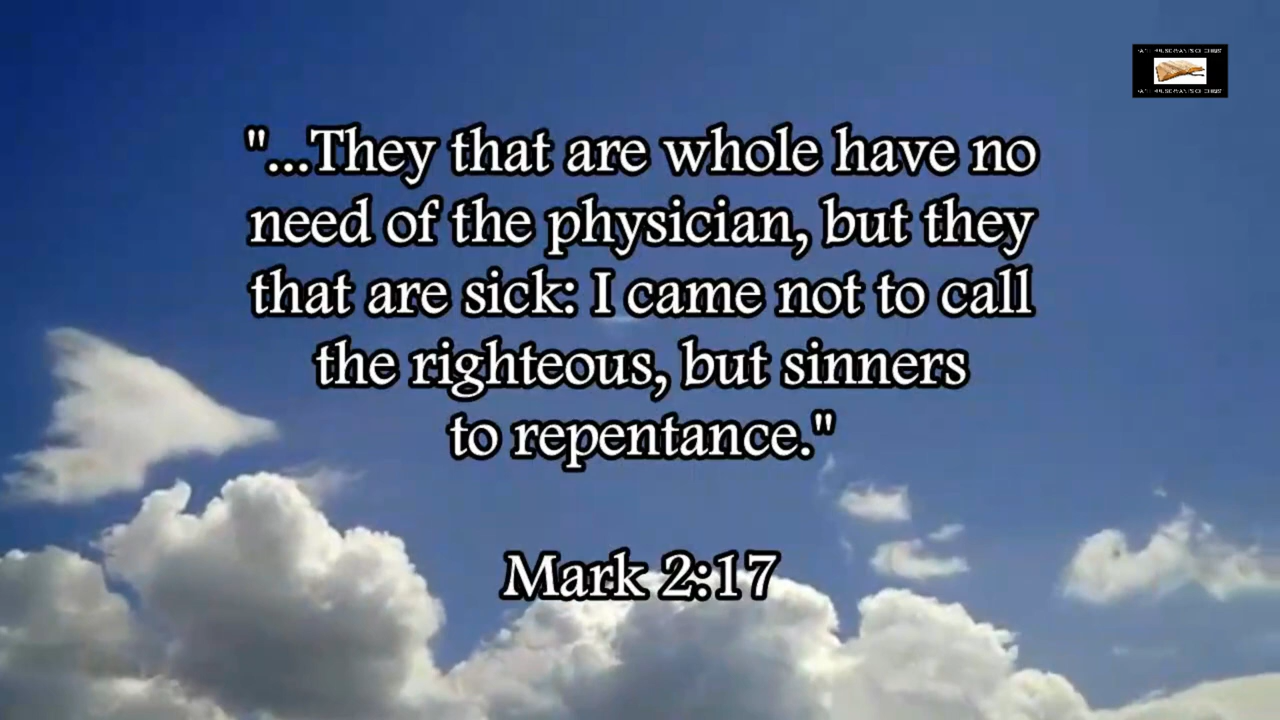 "...They that are whole have no
need of the physician, but they
that are sick: I came not to call
the righteous, but sinners
to repentance."
Mark 2:17